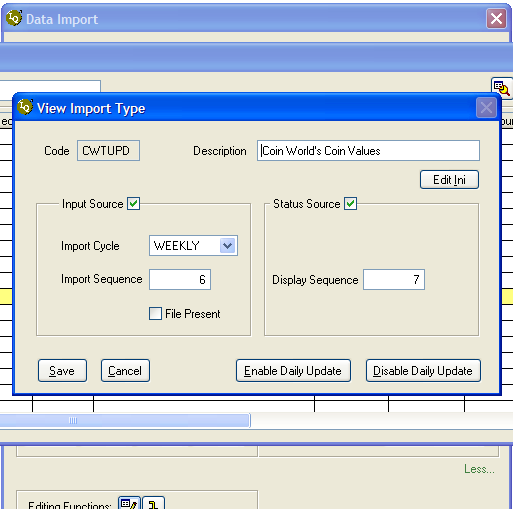 Data Import
View Import Type
Code CWTUPD Description Coin World's Coin Values
Edit Ini
Input Source Status Source
Import Cycle WEEKLY
Import Sequence 6 Display Sequence 7
File Present
Save Cancel Enable Daily Update Disable Daily Update
Less...
Editing Functions: